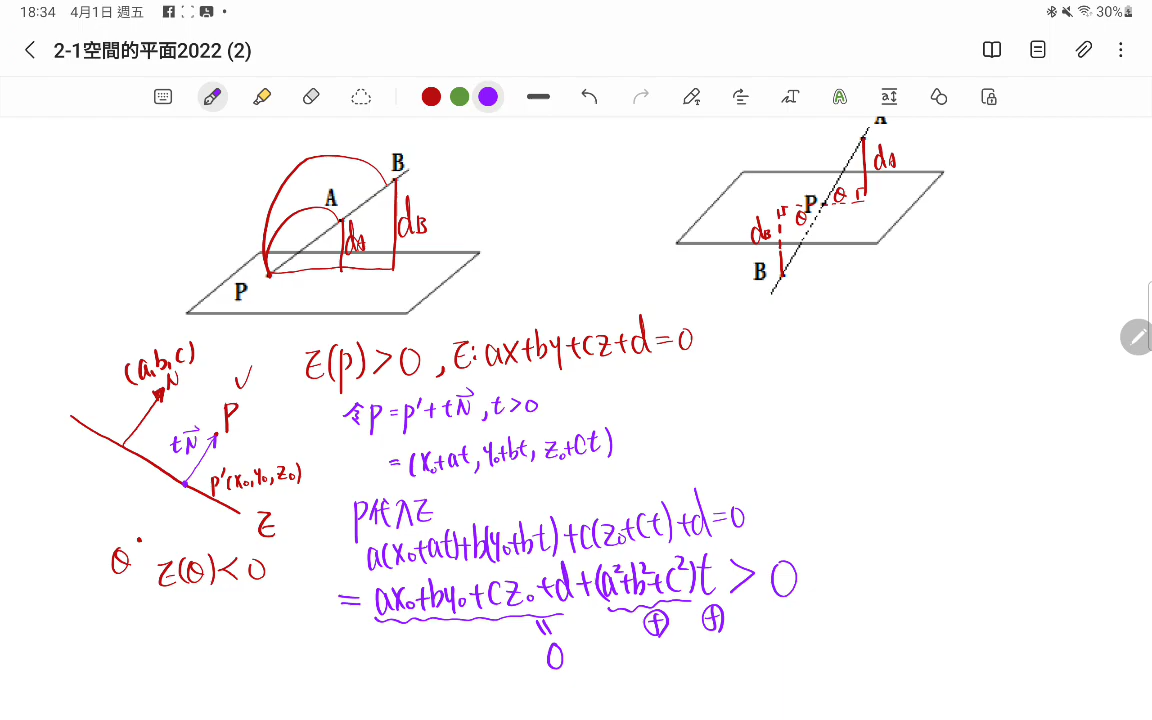 18:34 4月1日 週五 30%
2-1空間的平面2022 (2)
B
A
dB
dA
P
A
dA
θ
P
θ
dB
B
(a,b,c)
N
P
tN
P'(x₀,y₀,z₀)
E
Q
E(Q)<0
E(p)>0 , E:ax+by+cz+d=0
令P=P'+tN,t>0
=(x₀+at, y₀+bt, z₀+ct)
P代入E
a(x₀+at)+b(y₀+bt)+c(z₀+ct)+d=0
=ax₀+by₀+cz₀+d+(a²+b²+c²)t>0
0
+
+